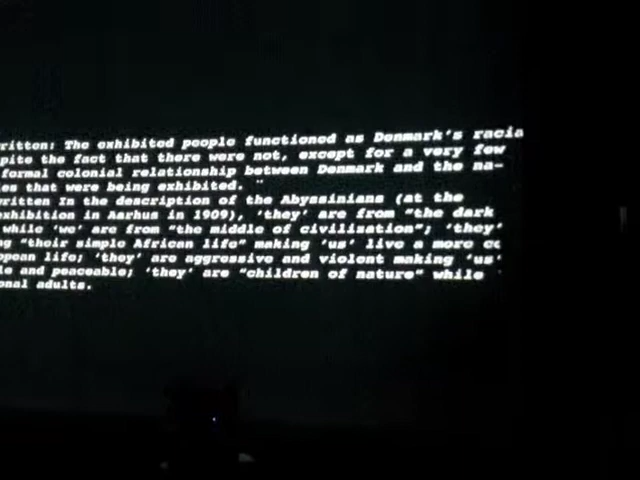 ritten: The exhibited people functioned as Denmark's racia
pite the fact that there were not, except for a very few
formal colonial relationship between Denmark and the na-
es that were being exhibited. "
ritten In the description of the Abyssinians (at the
xhibition in Aarhus in 1909), 'they' are from "the dark
while 'we' are from "the middle of civilization"; 'they'
ng "their simple African life" making 'us' live a more co
opean life; 'they' are aggressive and violent making 'us'
le and peaceable; 'they' are "children of nature" while
onal adults.